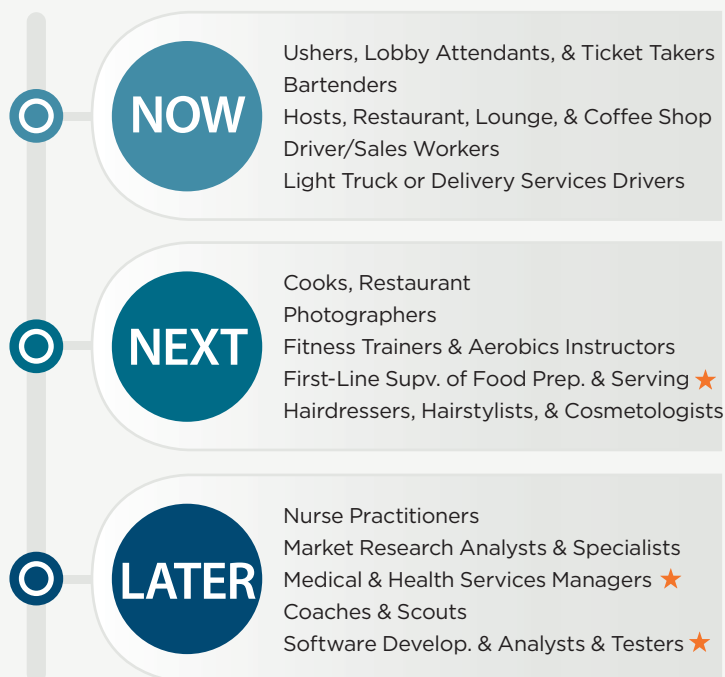 NOW
Ushers, Lobby Attendants, & Ticket Takers
Bartenders
Hosts, Restaurant, Lounge, & Coffee Shop
Driver/Sales Workers
Light Truck or Delivery Services Drivers
NEXT
Cooks, Restaurant
Photographers
Fitness Trainers & Aerobics Instructors
First-Line Supv. of Food Prep. & Serving
Hairdressers, Hairstylists, & Cosmetologists
LATER
Nurse Practitioners
Market Research Analysts & Specialists
Medical & Health Services Managers
Coaches & Scouts
Software Develop. & Analysts & Testers